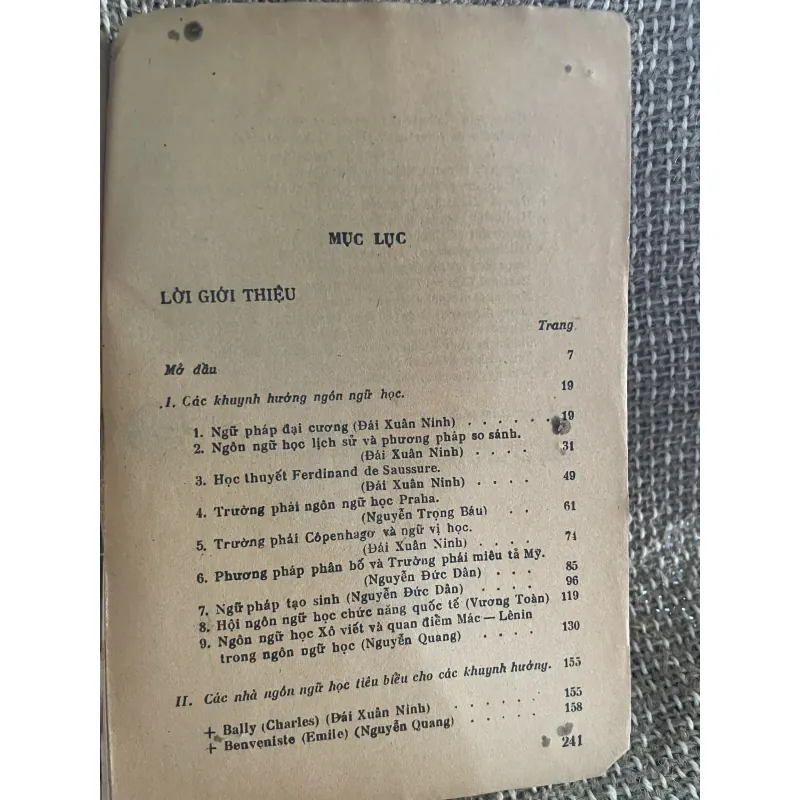 MỤC LỤC
LỜI GIỚI THIỆU
Trang
Mở đầu 7
I. Các khuynh hướng ngôn ngữ học. 19
1. Ngữ pháp đại cương (Đái Xuân Ninh) . . . . . . 19
2. Ngôn ngữ học lịch sử và phương pháp so sánh.
(Đái Xuân Ninh) . . . . 31
3. Học thuyết Ferdinand de Saussure.
(Đái Xuân Ninh) . . . . 49
4. Trường phái ngôn ngữ học Praha.
(Nguyễn Trọng Báu) . . 61
5. Trường phái Côpenhagơ và ngữ vị học.
(Đái Xuân Ninh) . . . . 74
6. Phương pháp phân bố và Trường phái miêu tả Mỹ.
(Nguyễn Đức Dân) . . . 85
7. Ngữ pháp tạo sinh (Nguyễn Đức Dân) . . . . 96
8. Hội ngôn ngữ học chức năng quốc tế (Vương Toàn) 119
9. Ngôn ngữ học Xô viết và quan điểm Mác — Lênin
trong ngôn ngữ học (Nguyễn Quang) . . . . 130
II. Các nhà ngôn ngữ học tiêu biểu cho các khuynh hướng. 155
+ Bally (Charles) (Đái Xuân Ninh) . . . . . . 155
+ Benveniste (Emile) (Nguyễn Quang) . . . . . 158
241